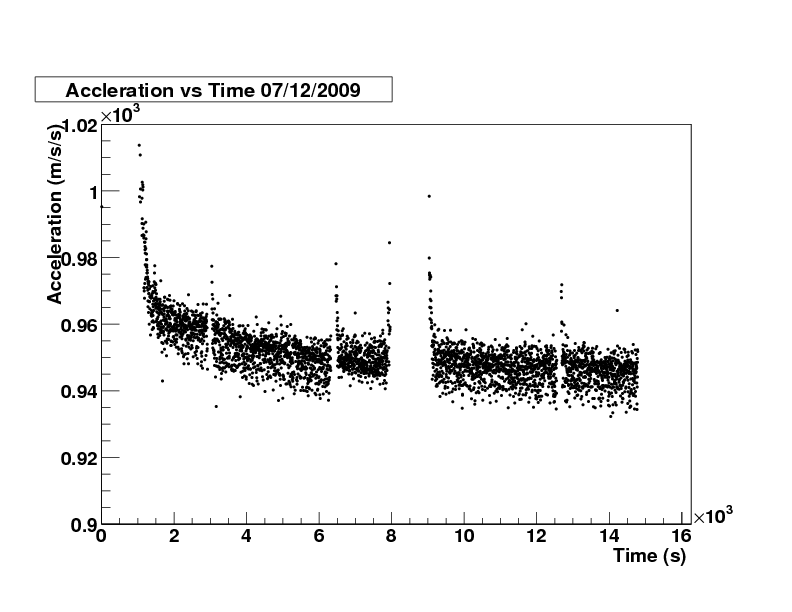 Accleration vs Time 07/12/2009
×10³
Acceleration (m/s/s)
1.02
1
0.98
0.96
0.94
0.92
0.9
0 2 4 6 8 10 12 14 16
×10³
Time (s)